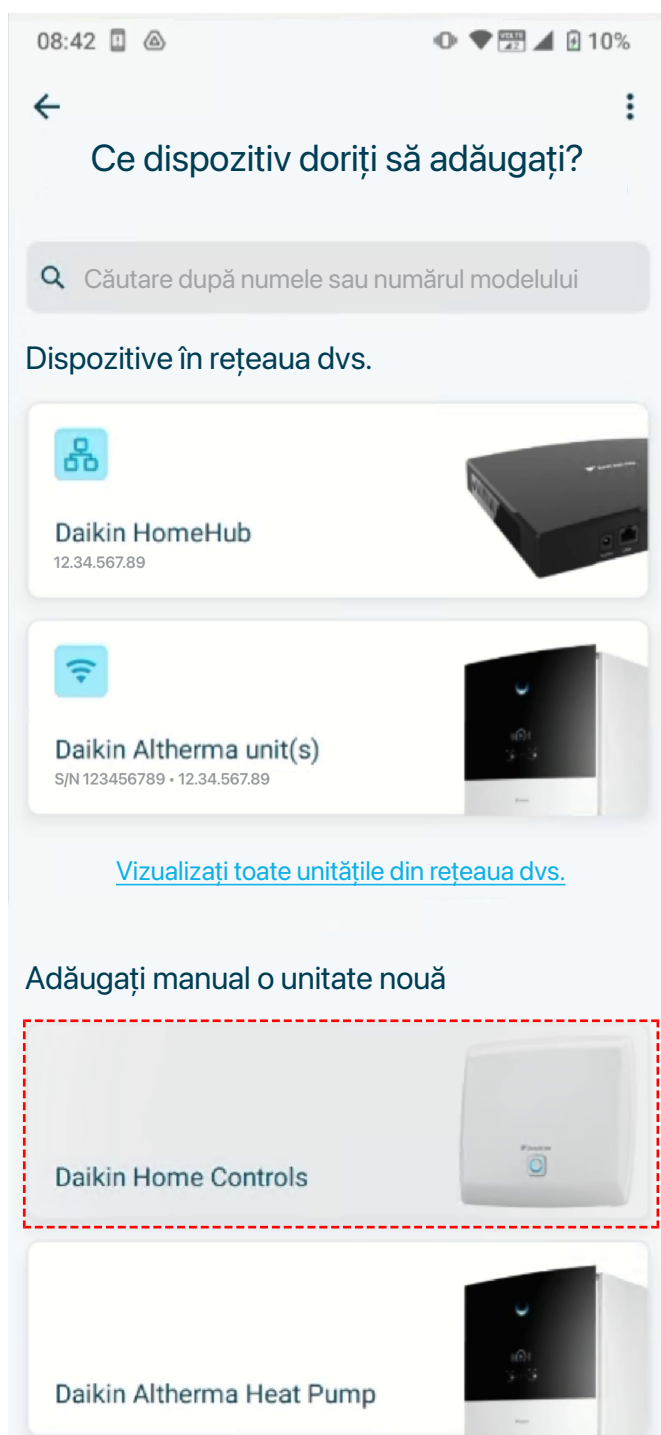 08:42
10%
Ce dispozitiv doriți să adăugați?
Căutare după numele sau numărul modelului
Dispozitive în rețeaua dvs.
Daikin HomeHub
12.34.567.89
Daikin Altherma unit(s)
S/N 123456789 • 12.34.567.89
Vizualizați toate unitățile din rețeaua dvs.
Adăugați manual o unitate nouă
Daikin Home Controls
Daikin Altherma Heat Pump